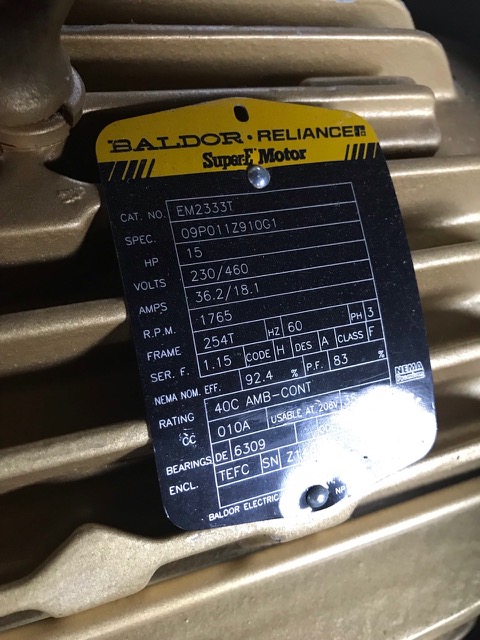 BALDOR · RELIANCE
Super-E Motor
CAT. NO. EM2333T
SPEC. 09P011Z910G1
HP 15
VOLTS 230/460
AMPS 36.2/18.1
R.P.M. 1765
FRAME 254T HZ 60 PH 3
SER. F. 1.15 CODE H DES A CLASS F
NEMA NOM. EFF. 92.4 % P.F. 83 %
RATING 40C AMB-CONT
CC 010A USABLE AT 208V
BEARINGS DE 6309
ENCL. TEFC SN
BALDOR ELECTRIC
NEMA Premium